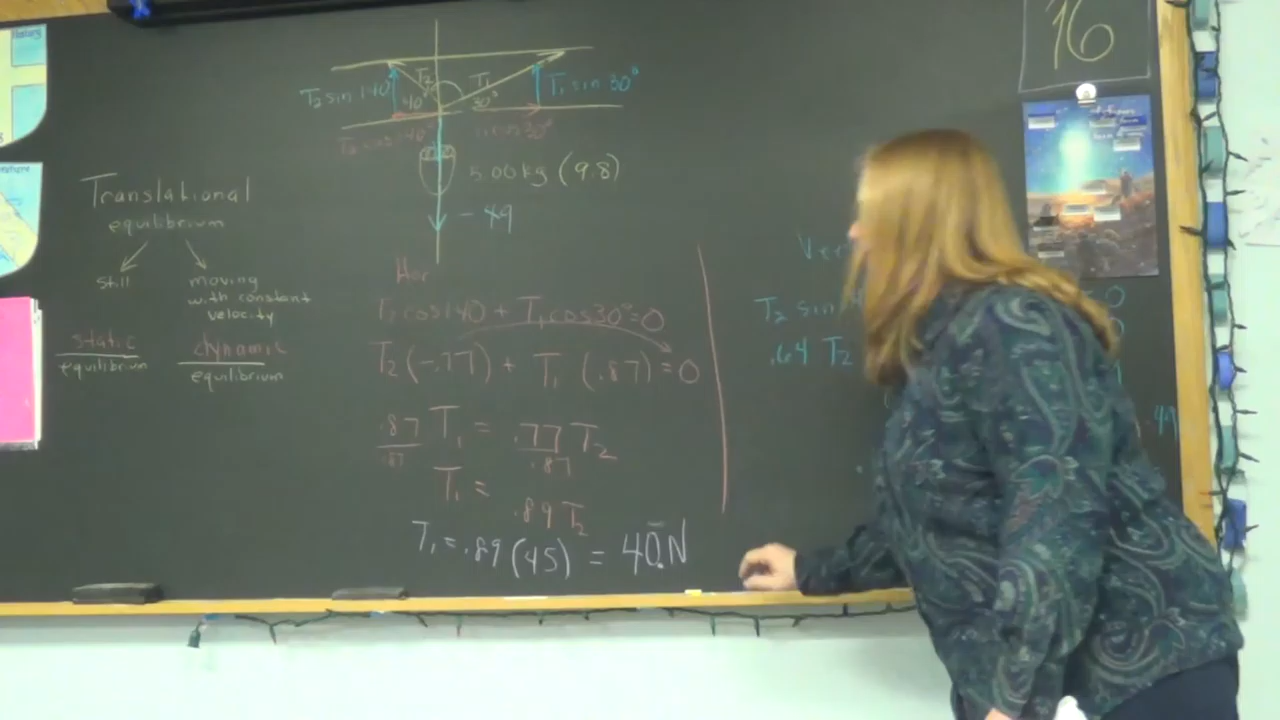 16
T₂ T₁
T₂ sin 140° 40° 30° T₁ sin 30°
T₂ cos 140° cos 30°
5.00 kg (9.8)
- 49
Translational
equilibrium
still
moving
with constant
velocity
static
equilibrium
dynamic
equilibrium
Hor
T₂ cos 140 + T₁ cos 30° = 0
T₂ (-.77) + T₁ (.87) = 0
.87 T₁ = .77 T₂
.87 .87
T₁ = .89 T₂
T₁ = .89 (45) = 40. N
Ver
T₂ sin
.64 T₂
49